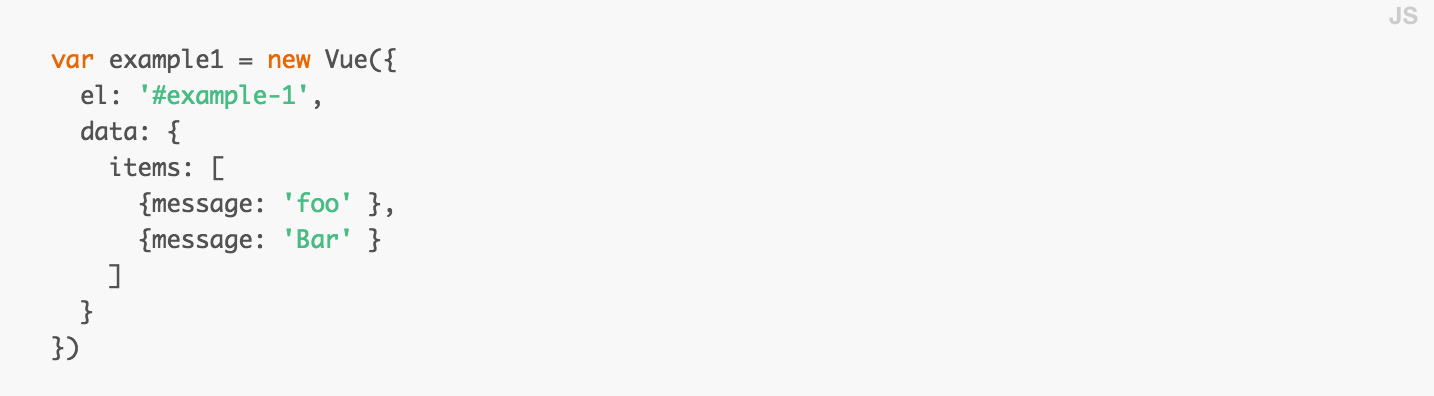 JS
var example1 = new Vue({
  el: '#example-1',
  data: {
    items: [
      {message: 'foo' },
      {message: 'Bar' }
    ]
  }
})